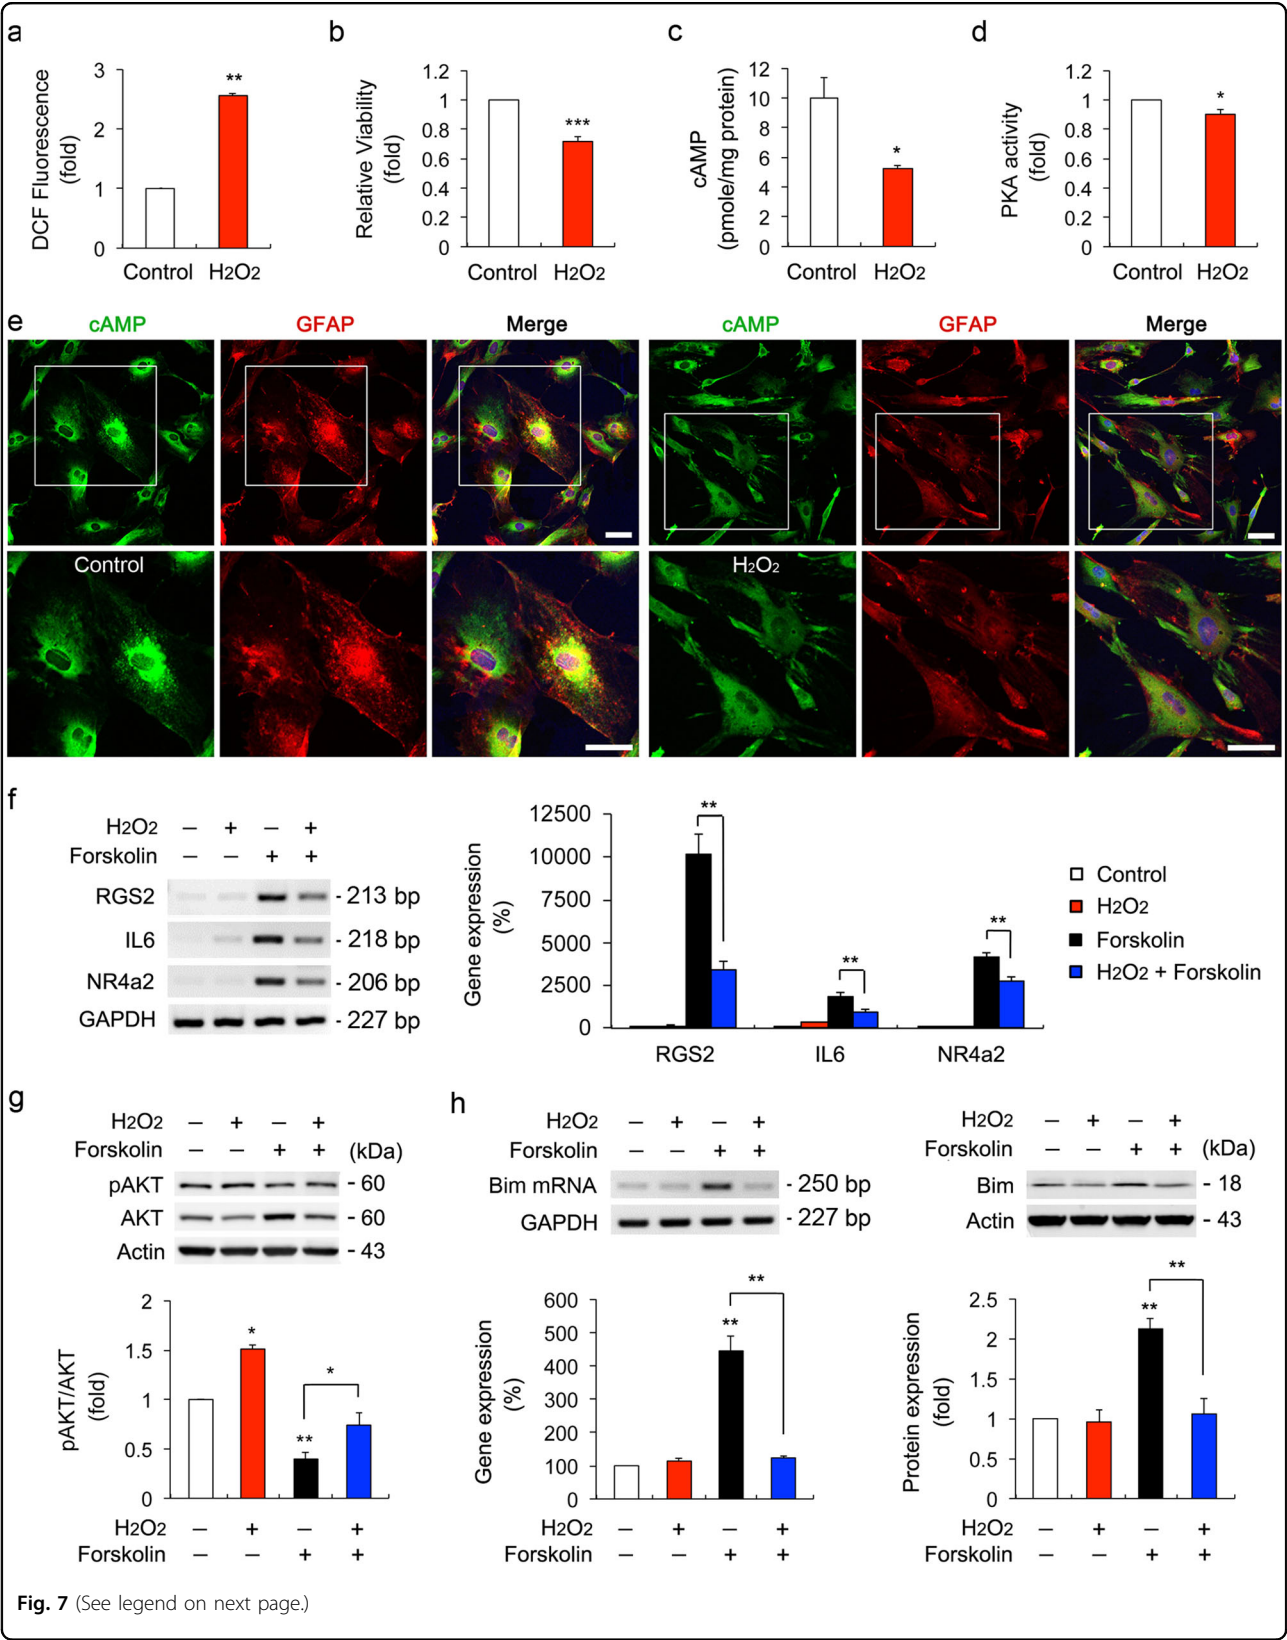 a
DCF Fluorescence
(fold)
3
2
1
0
**
Control H2O2
b
Relative Viability
(fold)
1.2
1
0.8
0.6
0.4
0.2
0
***
Control H2O2
c
cAMP
(pmole/mg protein)
12
10
8
6
4
2
0
*
Control H2O2
d
PKA activity
(fold)
1.2
1
0.8
0.6
0.4
0.2
0
*
Control H2O2
e
cAMP GFAP Merge cAMP GFAP Merge
Control H2O2
f
H2O2 – + – +
Forskolin – – + +
RGS2 - 213 bp
IL6 - 218 bp
NR4a2 - 206 bp
GAPDH - 227 bp
Gene expression
(%)
12500
10000
7500
5000
2500
0
** ** **
RGS2 IL6 NR4a2
Control
H2O2
Forskolin
H2O2 + Forskolin
g
H2O2 – + – +
Forskolin – – + + (kDa)
pAKT - 60
AKT - 60
Actin - 43
pAKT/AKT
(fold)
2
1.5
1
0.5
0
*
**
*
H2O2 – + – +
Forskolin – – + +
h
H2O2 – + – +
Forskolin – – + +
Bim mRNA - 250 bp
GAPDH - 227 bp
Gene expression
(%)
600
500
400
300
200
100
0
**
**
H2O2 – + – +
Forskolin – – + +
H2O2 – + – +
Forskolin – – + + (kDa)
Bim - 18
Actin - 43
Protein expression
(fold)
2.5
2
1.5
1
0.5
0
**
**
H2O2 – + – +
Forskolin – – + +
Fig. 7 (See legend on next page.)